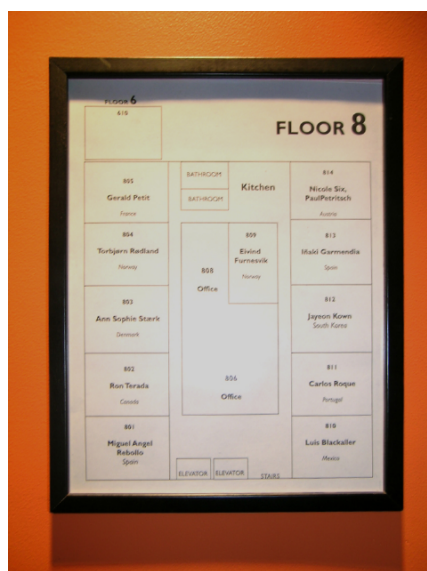 FLOOR 6
610
FLOOR 8
805
Gerald Petit
France
804
Torbjørn Rødland
Norway
803
Ann Sophie Stærk
Denmark
802
Ron Terada
Canada
801
Miguel Angel
Rebollo
Spain
BATHROOM
BATHROOM
Kitchen
809
Eivind
Furnesvik
Norway
808
Office
806
Office
ELEVATOR
ELEVATOR
STAIRS
814
Nicole Six,
PaulPetritsch
Austria
813
Iñaki Garmendia
Spain
812
Jayeon Kown
South Korea
811
Carlos Roque
Portugal
810
Luis Blackaller
Mexico